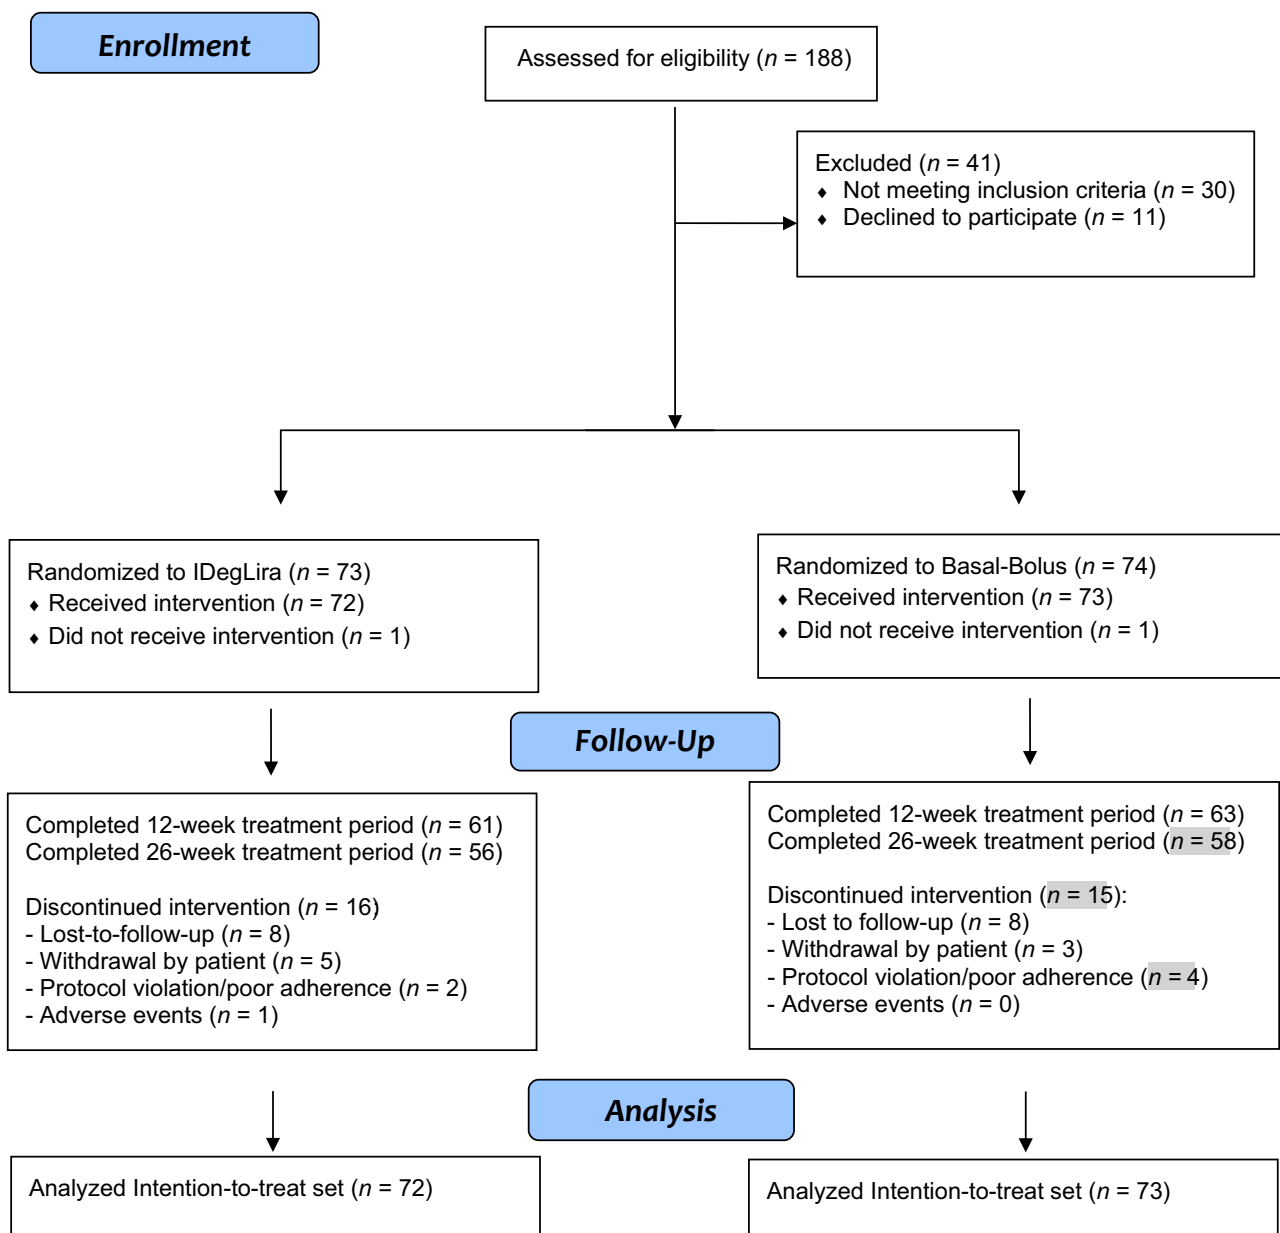 Enrollment
Assessed for eligibility (n = 188)
Excluded (n = 41)
♦ Not meeting inclusion criteria (n = 30)
♦ Declined to participate (n = 11)
Randomized to IDegLira (n = 73)
♦ Received intervention (n = 72)
♦ Did not receive intervention (n = 1)
Randomized to Basal-Bolus (n = 74)
♦ Received intervention (n = 73)
♦ Did not receive intervention (n = 1)
Follow-Up
Completed 12-week treatment period (n = 61)
Completed 26-week treatment period (n = 56)
Discontinued intervention (n = 16)
- Lost-to-follow-up (n = 8)
- Withdrawal by patient (n = 5)
- Protocol violation/poor adherence (n = 2)
- Adverse events (n = 1)
Completed 12-week treatment period (n = 63)
Completed 26-week treatment period (n = 58)
Discontinued intervention (n = 15):
- Lost to follow-up (n = 8)
- Withdrawal by patient (n = 3)
- Protocol violation/poor adherence (n = 4)
- Adverse events (n = 0)
Analysis
Analyzed Intention-to-treat set (n = 72)
Analyzed Intention-to-treat set (n = 73)